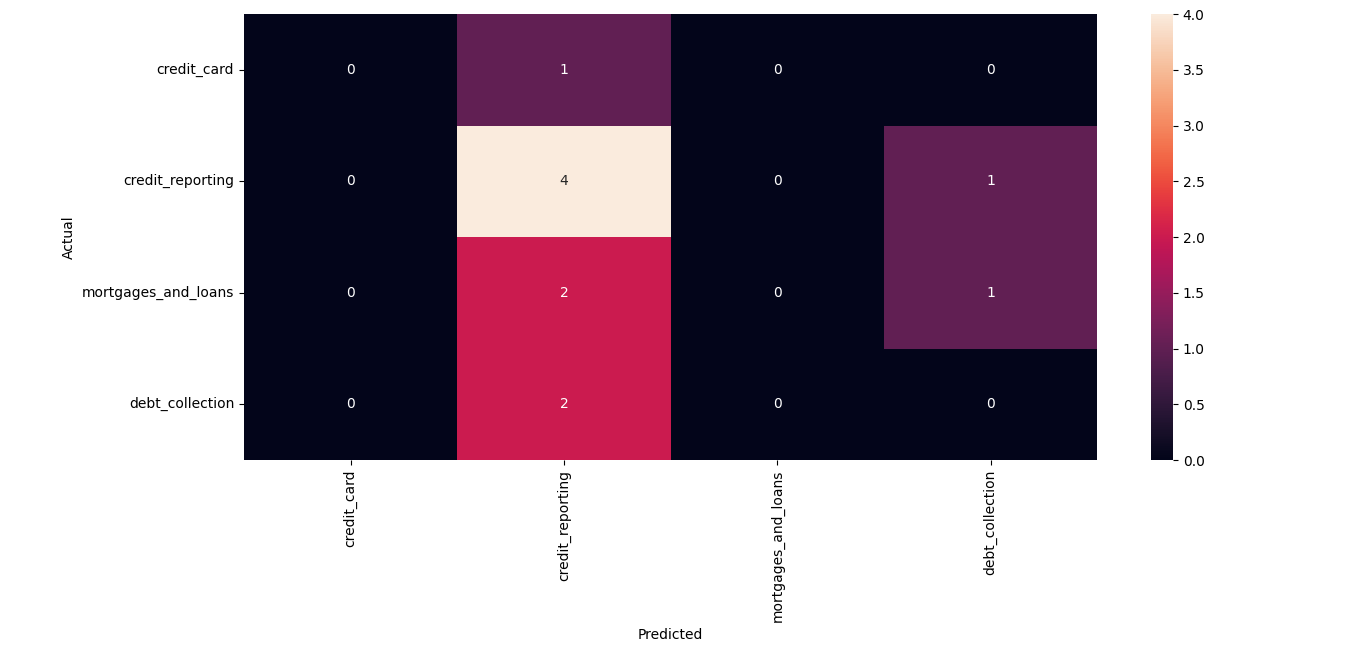 Actual
credit_card 0 1 0 0
credit_reporting 0 4 0 1
mortgages_and_loans 0 2 0 1
debt_collection 0 2 0 0
credit_card
credit_reporting
mortgages_and_loans
debt_collection
Predicted
4.0
3.5
3.0
2.5
2.0
1.5
1.0
0.5
0.0